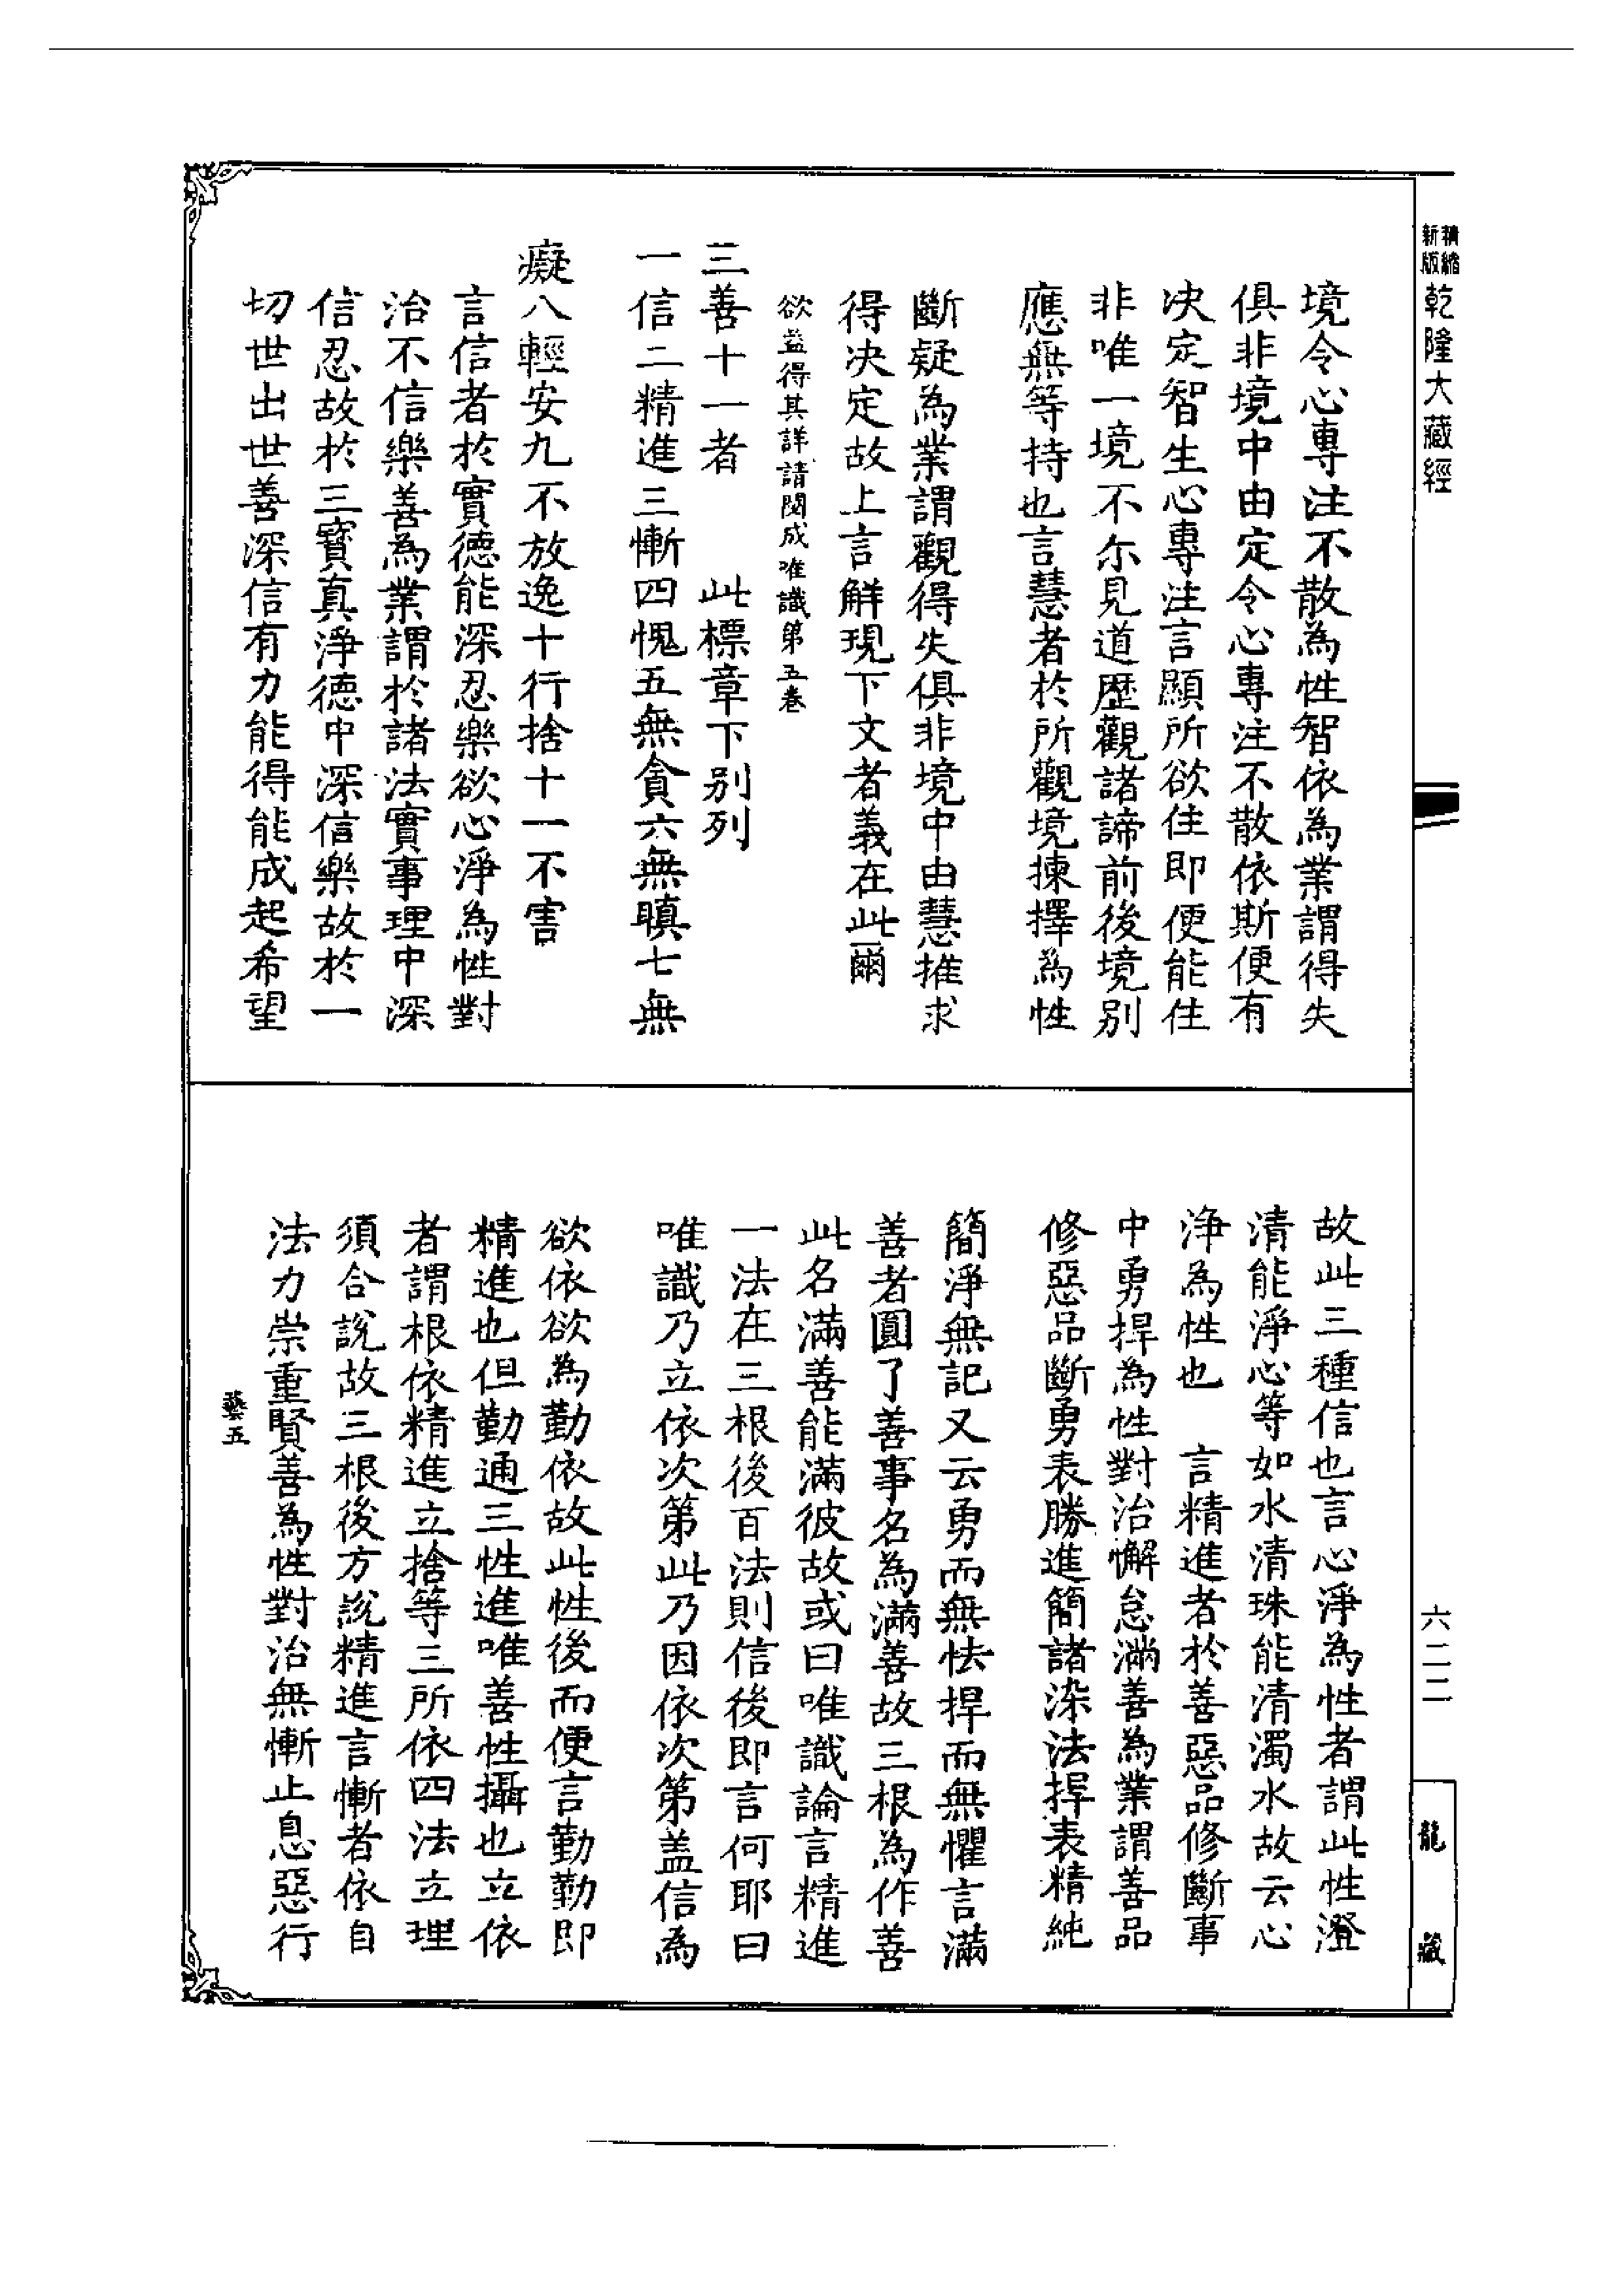 精縮新版乾隆大藏經
境令心專注不散為性智依為業謂得失
俱非境中由定令心專注不散依斯便有
决定智生心專注言顯所欲住即便能住
非唯一境不尒見道歷觀諸諦前後境別
應無等持也言慧者於所觀境揀擇為性
斷疑為業謂觀得失俱非境中由慧推求
得决定故上言解現下文者義在此爾
欲益得其詳請閱成唯識第五卷
三善十一者　此標章下別列
一信二精進三慚四愧五無貪六無瞋七無
癡八輕安九不放逸十行捨十一不害
言信者於實德能深忍樂欲心淨為性對
治不信樂善為業謂於諸法實事理中深
信忍故於三寶真淨德中深信樂故於一
切世出世善深信有力能得能成起希望
故此三種信也言心淨為性者謂此性澄
清能淨心等如水清珠能清濁水故云心
淨為性也　言精進者於善惡品修斷事
中勇捍為性對治懈怠滿善為業謂善品
修惡品斷勇表勝進簡諸染法捍表精純
簡淨無記又云勇而無怯捍而無懼言滿
善者圓了善事名為滿善故三根為作善
此名滿善能滿彼故或曰唯識論言精進
一法在三根後百法則信後即言何耶曰
唯識乃立依次第此乃因依次第盖信為
欲依欲為勤依故此性後而便言勤勤即
精進也但勤通三性進唯善性攝也立依
者謂根依精進立捨等三所依四法立理
須合說故三根後方說精進言慚者依自
法力崇重賢善為性對治無慚止息惡行
藝五
六二二
龍藏